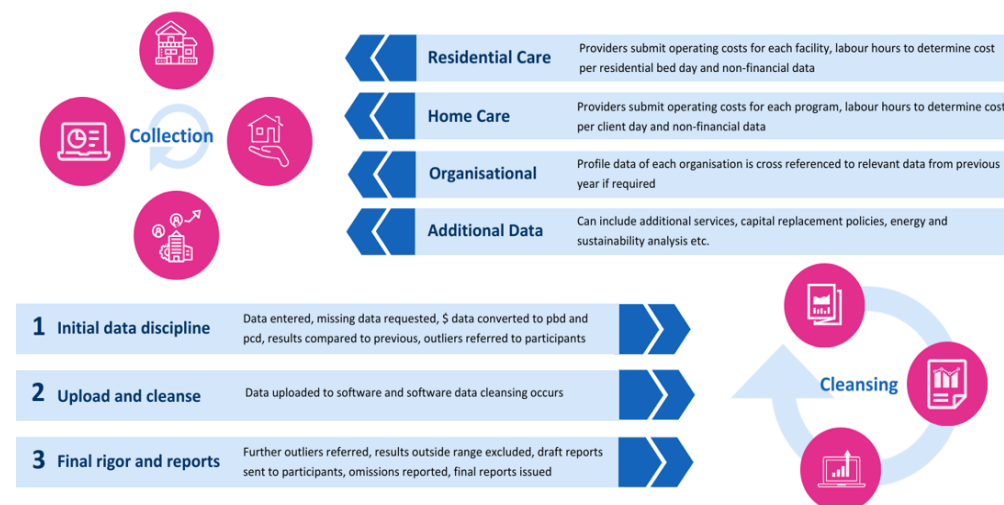 Collection
Residential Care
Providers submit operating costs for each facility, labour hours to determine cost
per residential bed day and non-financial data
Home Care
Providers submit operating costs for each program, labour hours to determine cost
per client day and non-financial data
Organisational
Profile data of each organisation is cross referenced to relevant data from previous
year if required
Additional Data
Can include additional services, capital replacement policies, energy and
sustainability analysis etc.
1 Initial data discipline
Data entered, missing data requested, $ data converted to pbd and
pcd, results compared to previous, outliers referred to participants
2 Upload and cleanse
Data uploaded to software and software data cleansing occurs
3 Final rigor and reports
Further outliers referred, results outside range excluded, draft reports
sent to participants, omissions reported, final reports issued
Cleansing